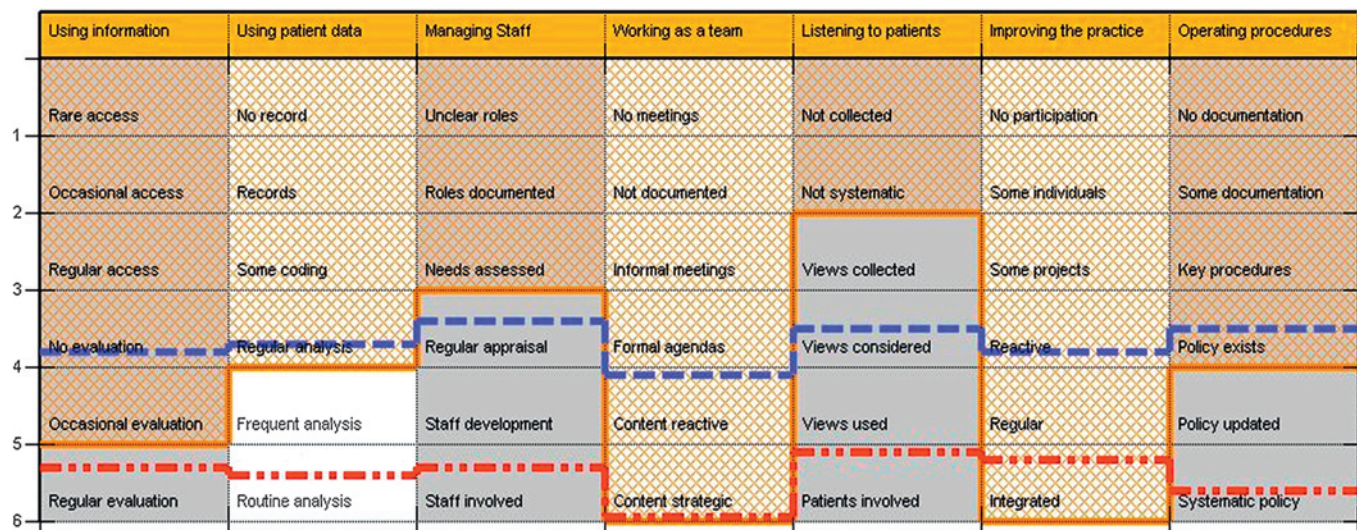 Using information Using patient data Managing Staff Working as a team Listening to patients Improving the practice Operating procedures
Rare access No record Unclear roles No meetings Not collected No participation No documentation
1
Occasional access Records Roles documented Not documented Not systematic Some individuals Some documentation
2
Regular access Some coding Needs assessed Informal meetings Views collected Some projects Key procedures
3
No evaluation Regular analysis Regular appraisal Formal agendas Views considered Reactive Policy exists
4
Occasional evaluation Frequent analysis Staff development Content reactive Views used Regular Policy updated
5
Regular evaluation Routine analysis Staff involved Content strategic Patients involved Integrated Systematic policy
6